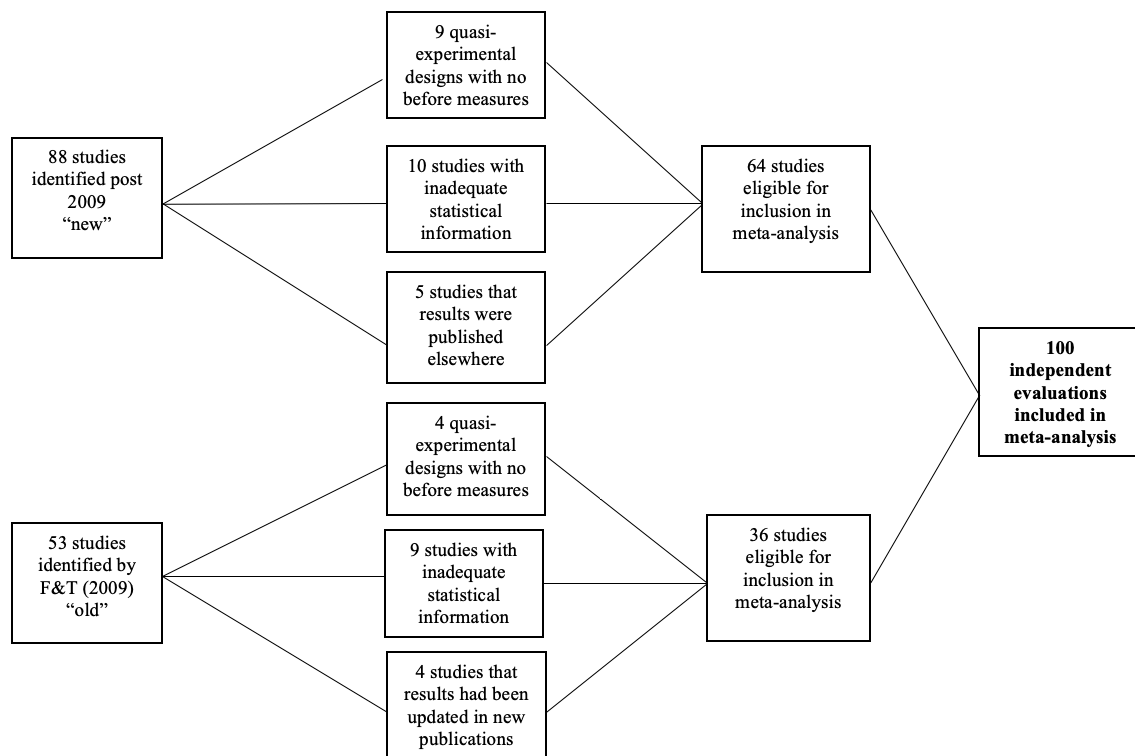 9 quasi-
experimental
designs with no
before measures
88 studies
identified post
2009
“new”
10 studies with
inadequate
statistical
information
64 studies
eligible for
inclusion in
meta-analysis
5 studies that
results were
published
elsewhere
100
independent
evaluations
included in
meta-analysis
4 quasi-
experimental
designs with no
before measures
53 studies
identified by
F&T (2009)
“old”
9 studies with
inadequate
statistical
information
36 studies
eligible for
inclusion in
meta-analysis
4 studies that
results had been
updated in new
publications